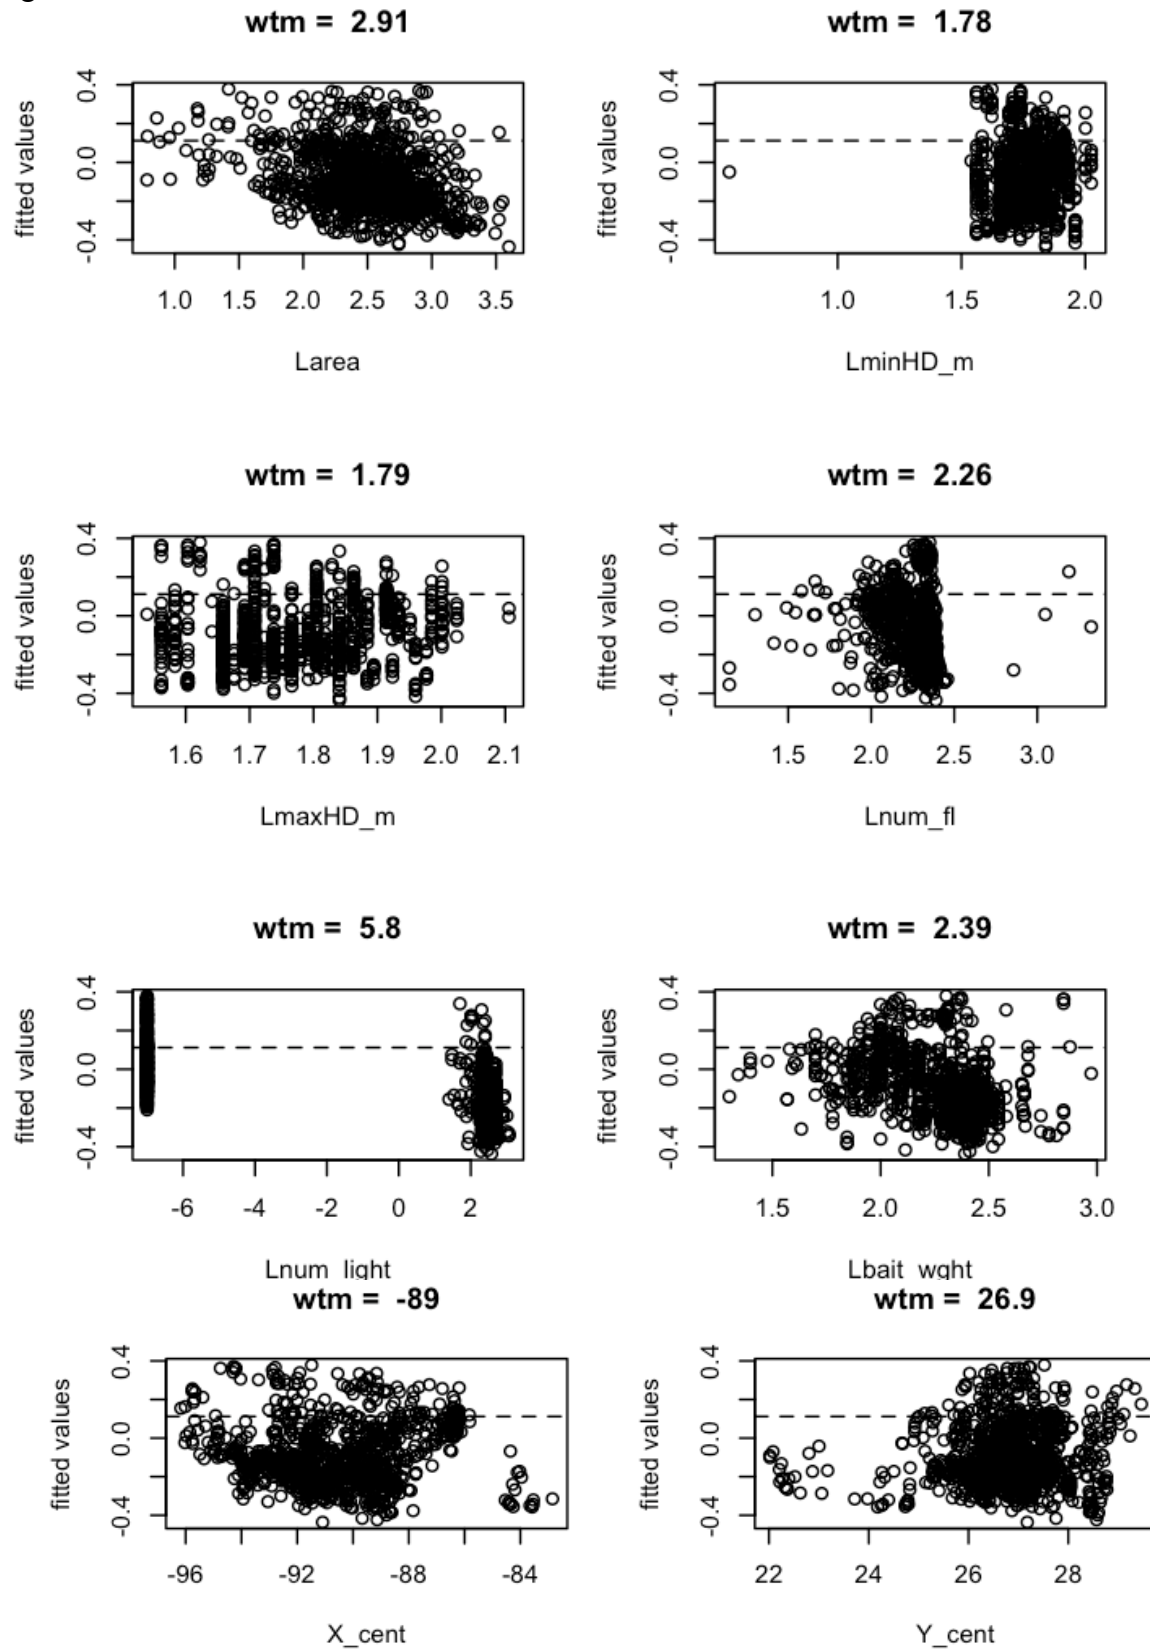 wtm = 2.91
wtm = 1.78
fitted values
-0.4 0.0 0.4
1.0 1.5 2.0 2.5 3.0 3.5
Larea
fitted values
-0.4 0.0 0.4
1.0 1.5 2.0
LminHD_m
wtm = 1.79
wtm = 2.26
fitted values
-0.4 0.0 0.4
1.6 1.7 1.8 1.9 2.0 2.1
LmaxHD_m
fitted values
-0.4 0.0 0.4
1.5 2.0 2.5 3.0
Lnum_fl
wtm = 5.8
wtm = 2.39
fitted values
-0.4 0.0 0.4
-6 -4 -2 0 2
Lnum_light
fitted values
-0.4 0.0 0.4
1.5 2.0 2.5 3.0
Lbait_wght
wtm = -89
wtm = 26.9
fitted values
-0.4 0.0 0.4
-96 -92 -88 -84
X_cent
fitted values
-0.4 0.0 0.4
22 24 26 28
Y_cent